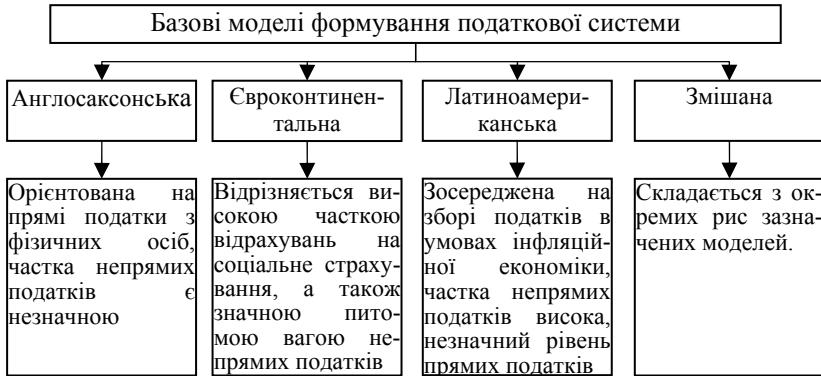 Базові моделі формування податкової системи
Англосаксонська
Євроконтинен-
тальна
Латиноамери-
канська
Змішана
Орієнтована на
прямі податки з
фізичних осіб,
частка непрямих
податків є
незначною
Відрізняється ви-
сокою часткою
відрахувань на
соціальне страху-
вання, а також
значною пито-
мою вагою не-
прямих податків
Зосереджена на
зборі податків в
умовах інфляцій-
ної економіки,
частка непрямих
податків висока,
незначний рівень
прямих податків
Складається з ок-
ремих рис зазна-
чених моделей.